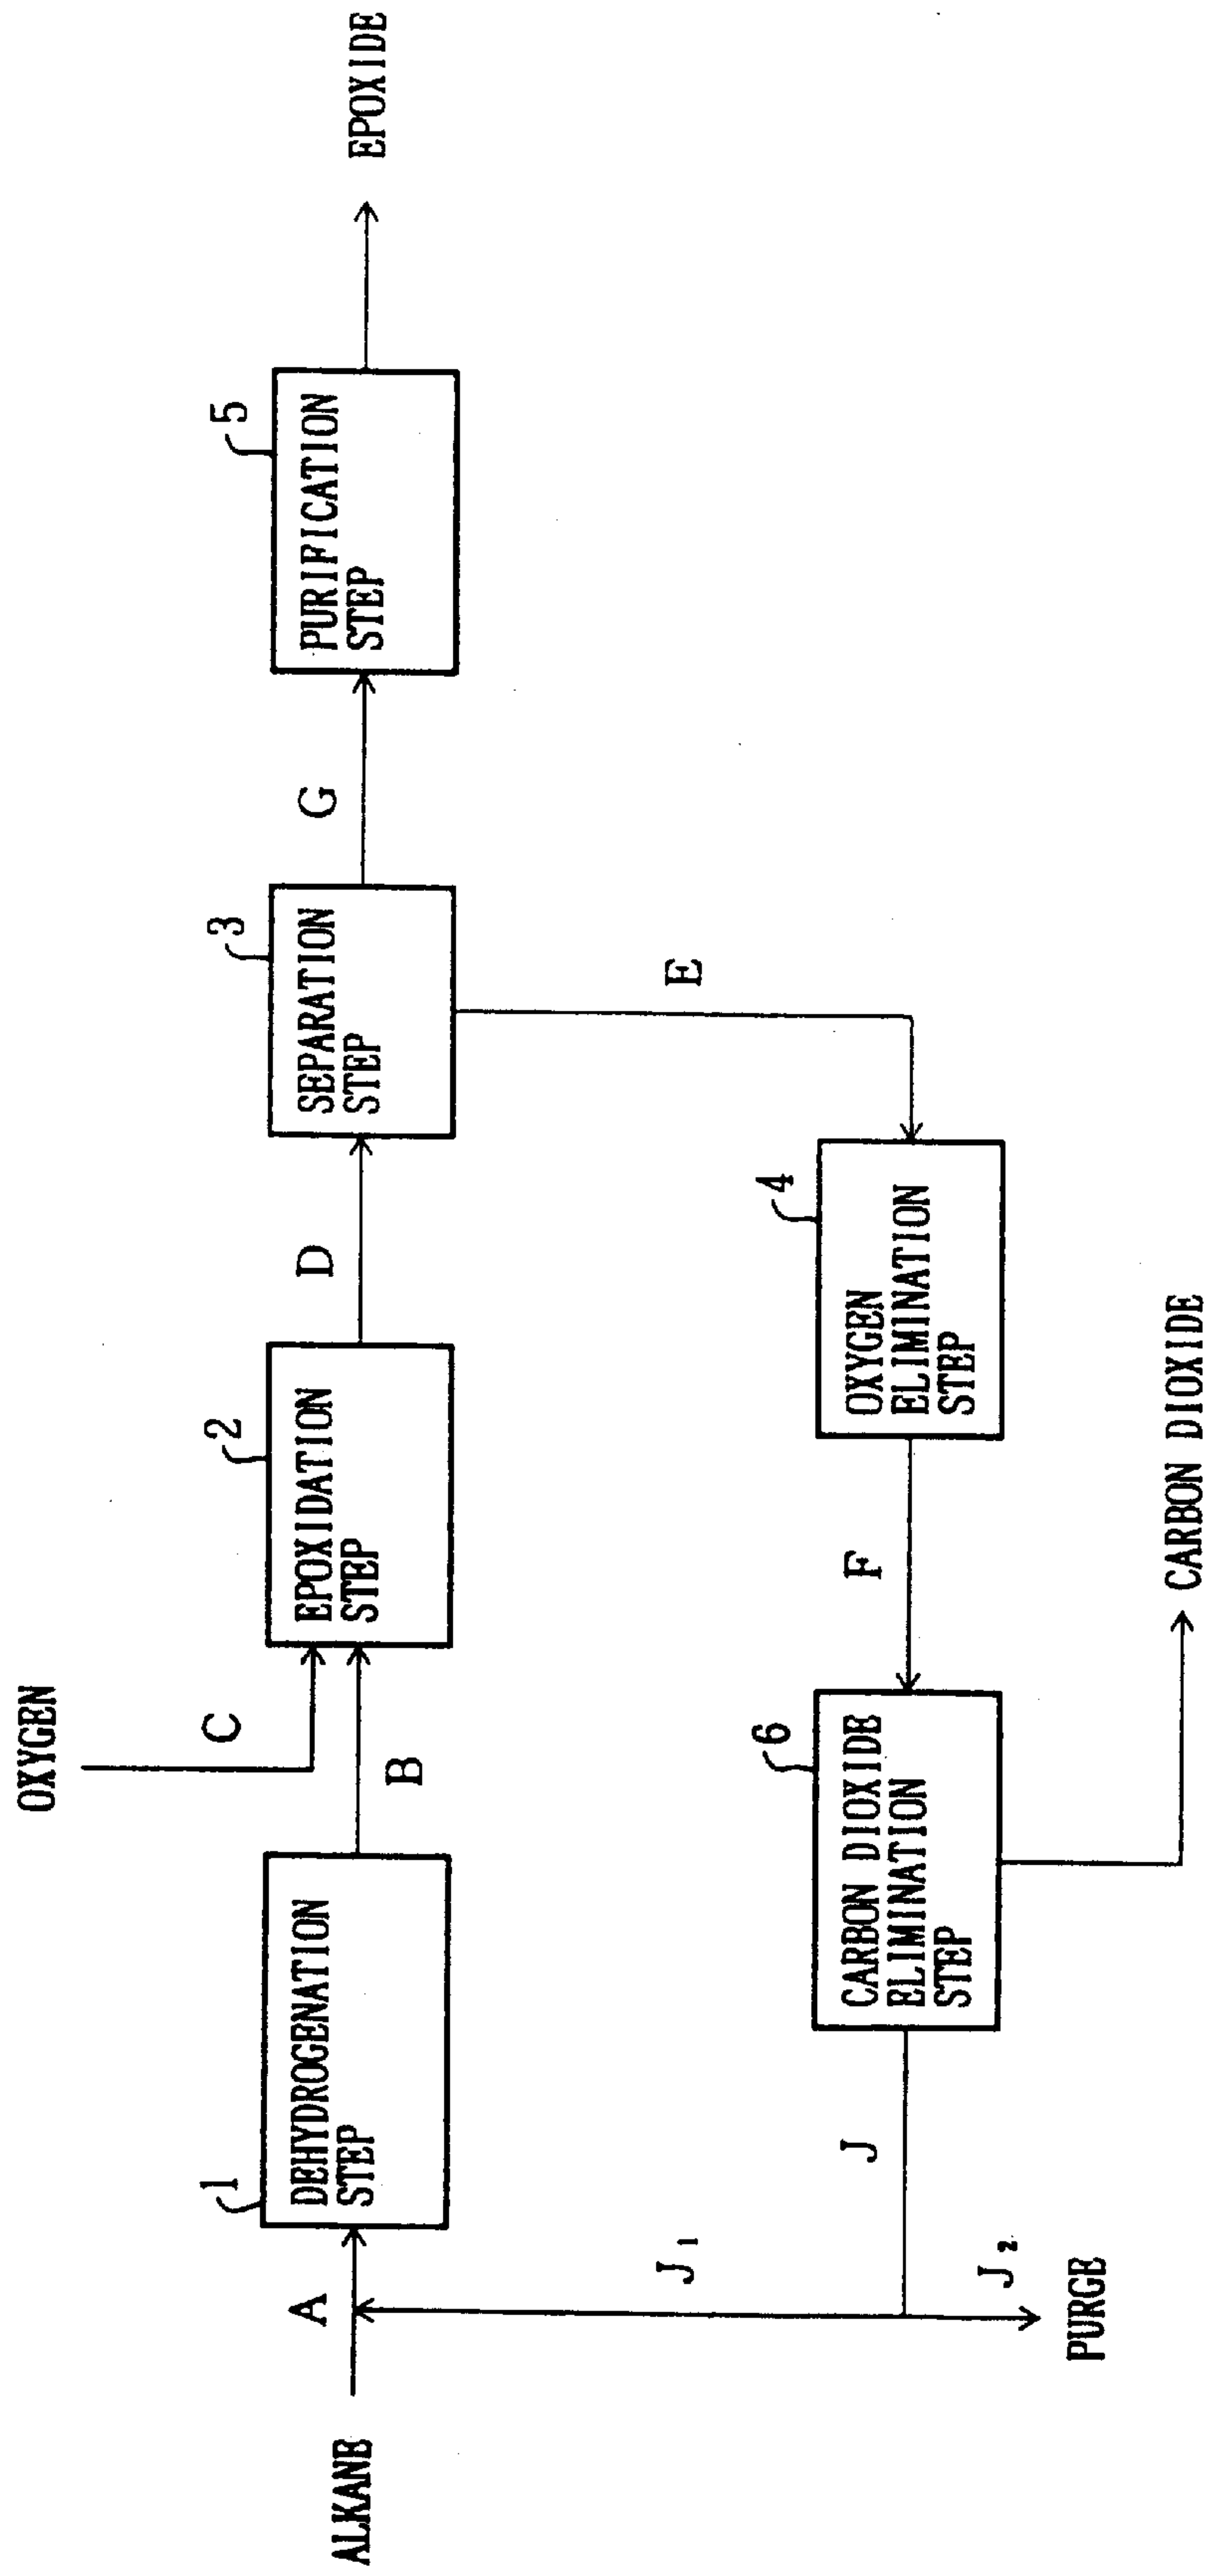 OXYGEN
C
ALKANE
A
1
DEHYDROGENATION
STEP
B
2
EPOXIDATION
STEP
D
3
SEPARATION
STEP
G
5
PURIFICATION
STEP
EPOXIDE
E
4
OXYGEN
ELIMINATION
STEP
F
6
CARBON DIOXIDE
ELIMINATION
STEP
CARBON DIOXIDE
J
J₁
J₂
PURGE